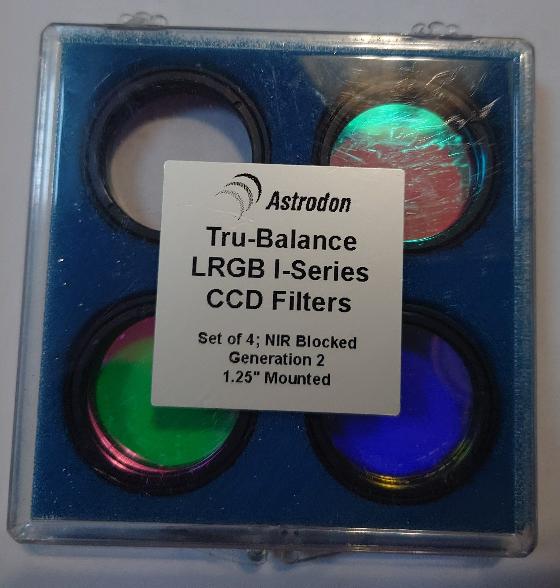 Astrodon
Tru-Balance
LRGB I-Series
CCD Filters
Set of 4; NIR Blocked
Generation 2
1.25" Mounted